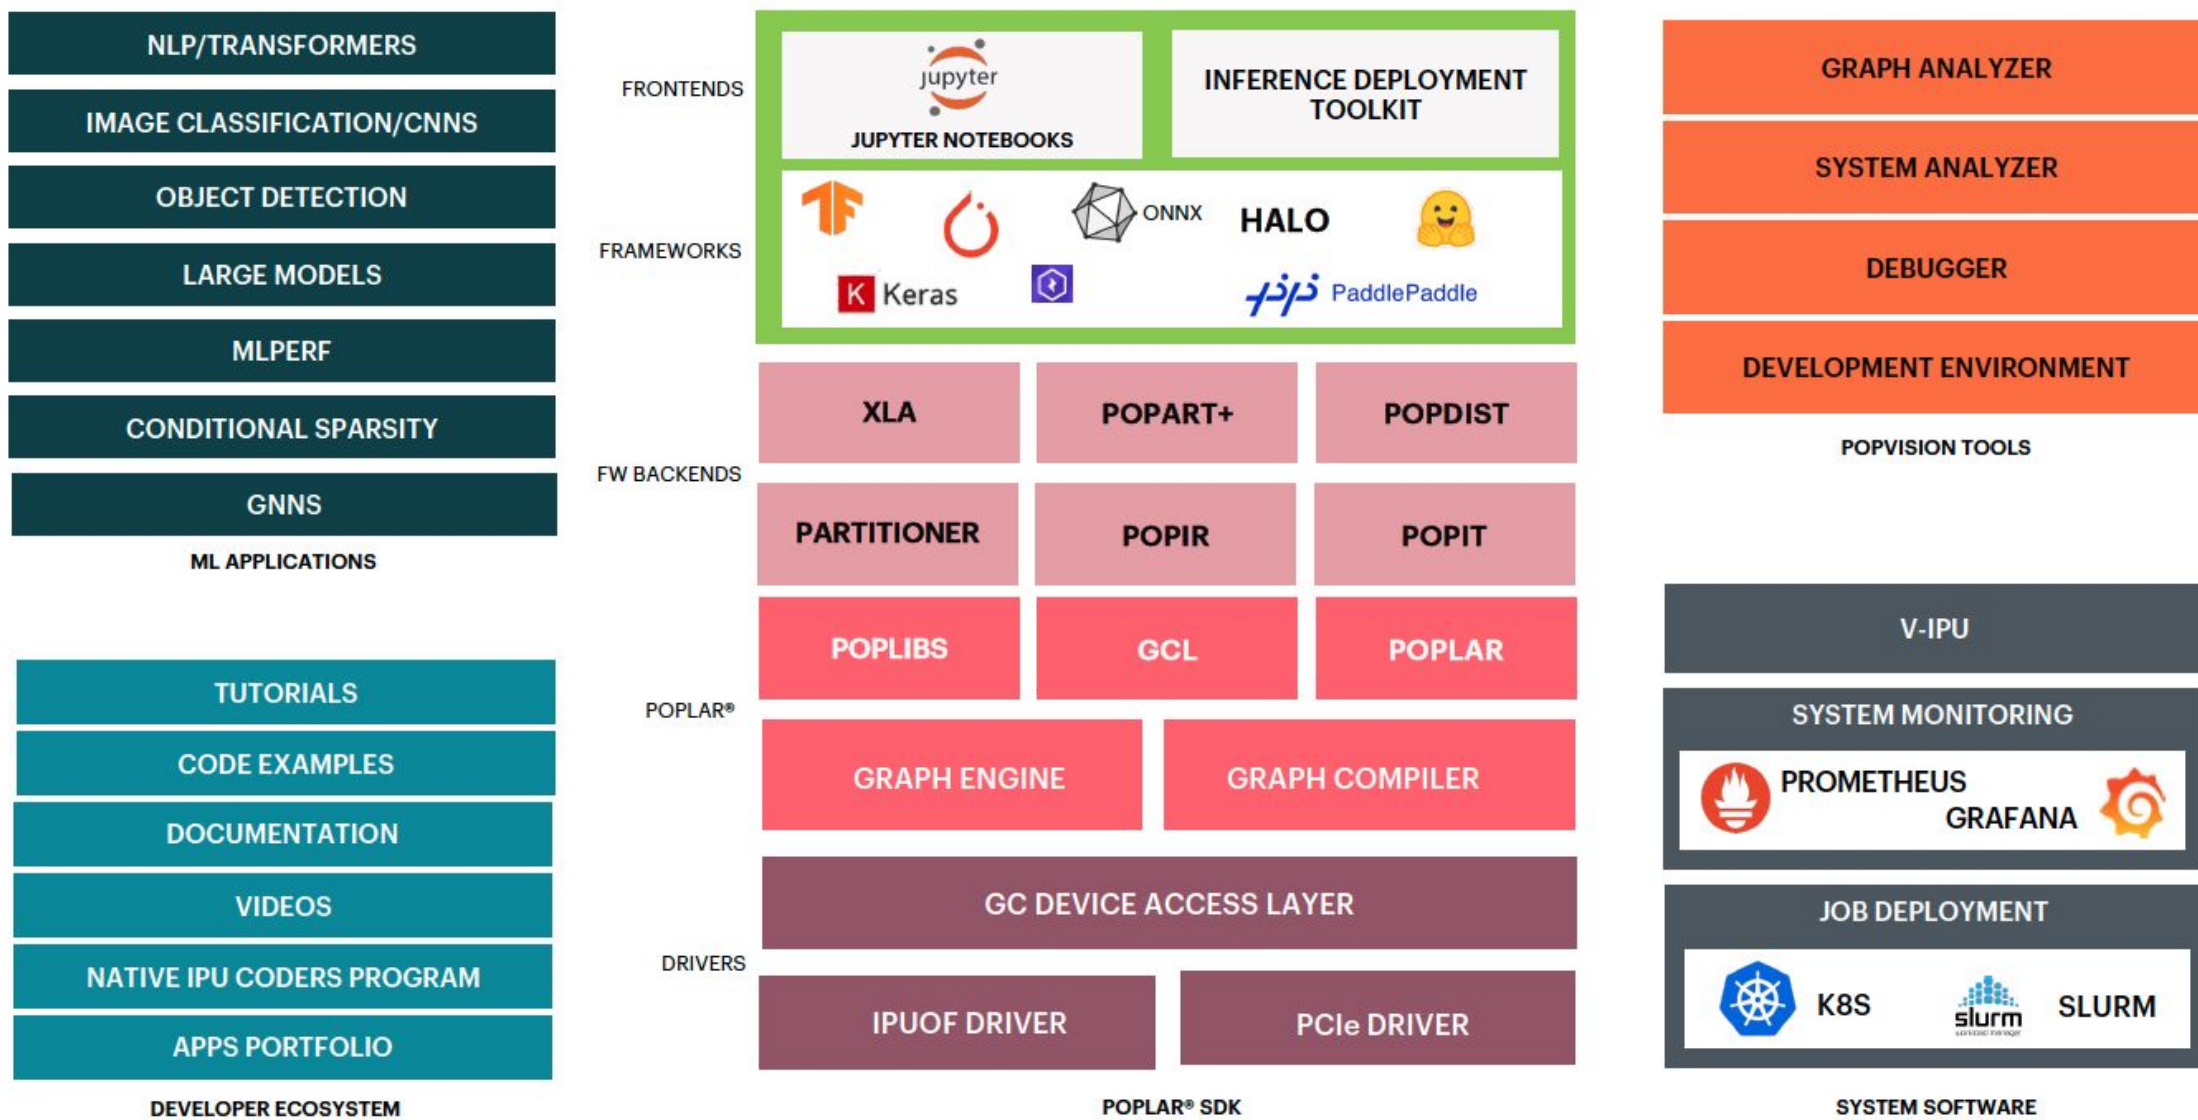 NLP/TRANSFORMERS
IMAGE CLASSIFICATION/CNNS
OBJECT DETECTION
LARGE MODELS
MLPERF
CONDITIONAL SPARSITY
GNNS
ML APPLICATIONS
TUTORIALS
CODE EXAMPLES
DOCUMENTATION
VIDEOS
NATIVE IPU CODERS PROGRAM
APPS PORTFOLIO
DEVELOPER ECOSYSTEM
FRONTENDS
jupyter
JUPYTER NOTEBOOKS
INFERENCE DEPLOYMENT
TOOLKIT
FRAMEWORKS
ONNX
HALO
K Keras
PaddlePaddle
FW BACKENDS
XLA
POPART+
POPDIST
PARTITIONER
POPIR
POPIT
POPLAR®
POPLIBS
GCL
POPLAR
GRAPH ENGINE
GRAPH COMPILER
DRIVERS
GC DEVICE ACCESS LAYER
IPUOF DRIVER
PCIe DRIVER
POPLAR® SDK
GRAPH ANALYZER
SYSTEM ANALYZER
DEBUGGER
DEVELOPMENT ENVIRONMENT
POPVISION TOOLS
V-IPU
SYSTEM MONITORING
PROMETHEUS
GRAFANA
JOB DEPLOYMENT
K8S
slurm
workload manager
SLURM
SYSTEM SOFTWARE